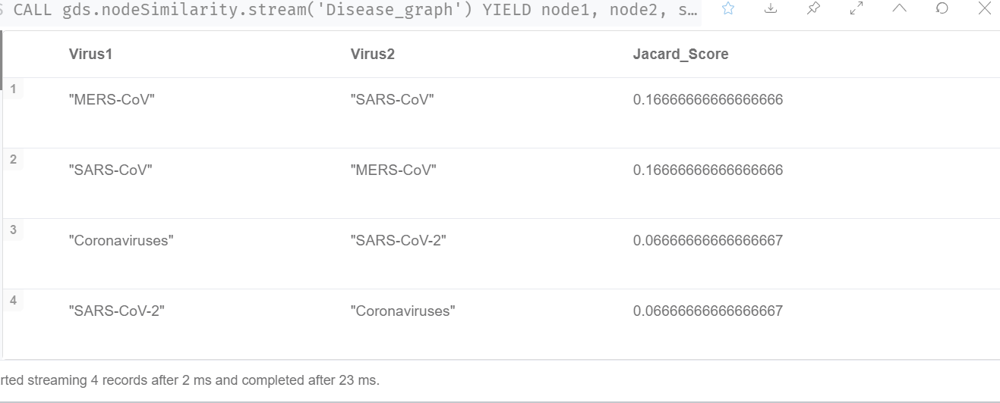 CALL gds.nodeSimilarity.stream('Disease_graph') YIELD node1, node2, s…
Virus1 Virus2 Jacard_Score
1 "MERS-CoV" "SARS-CoV" 0.16666666666666666
2 "SARS-CoV" "MERS-CoV" 0.16666666666666666
3 "Coronaviruses" "SARS-CoV-2" 0.06666666666666667
4 "SARS-CoV-2" "Coronaviruses" 0.06666666666666667
rted streaming 4 records after 2 ms and completed after 23 ms.